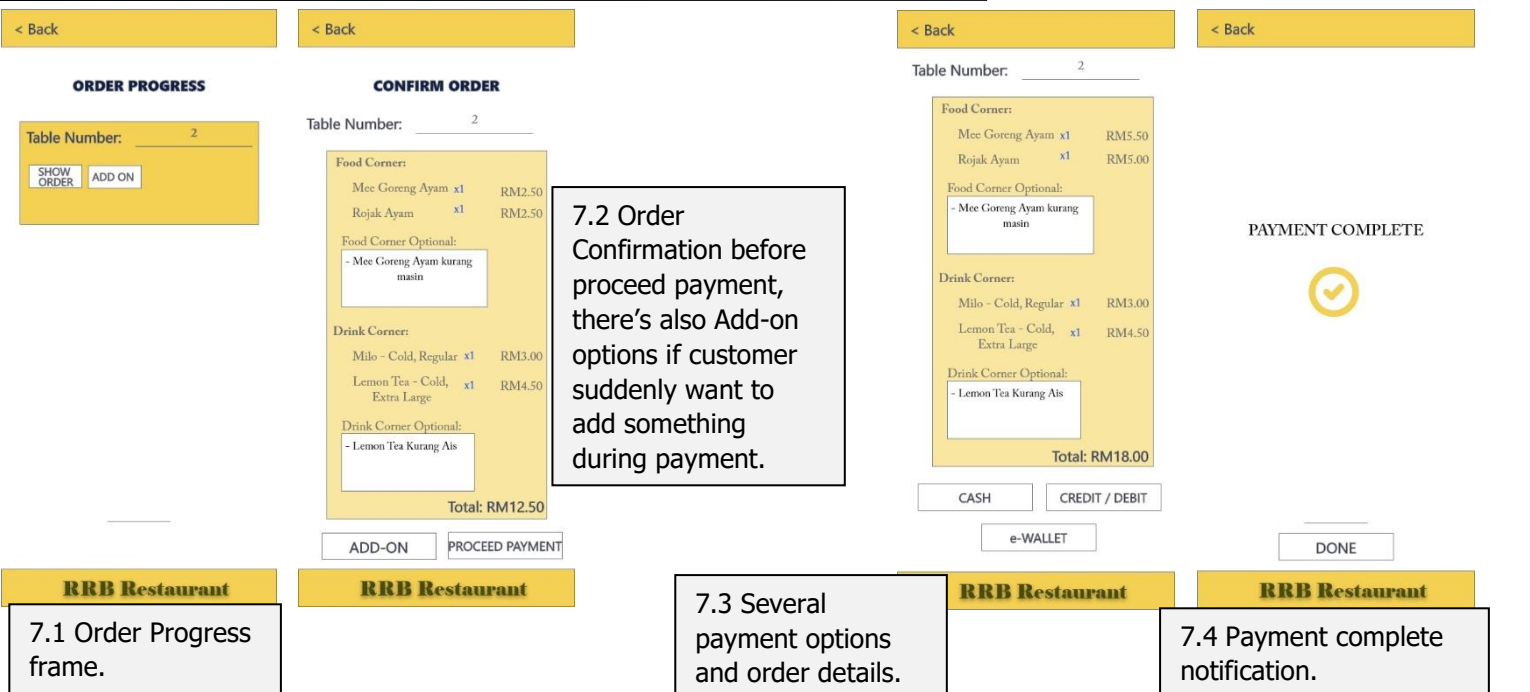 < Back
ORDER PROGRESS
Table Number: 2
SHOW
ORDER
ADD ON
RRB Restaurant
7.1 Order Progress
frame.
< Back
CONFIRM ORDER
Table Number: 2
Food Corner:
Mee Goreng Ayam x1 RM2.50
Rojak Ayam x1 RM2.50
Food Corner Optional:
- Mee Goreng Ayam kurang
masin
Drink Corner:
Milo - Cold, Regular x1 RM3.00
Lemon Tea - Cold, x1 RM4.50
Extra Large
Drink Corner Optional:
- Lemon Tea Kurang Ais
Total: RM12.50
ADD-ON PROCEED PAYMENT
RRB Restaurant
7.2 Order
Confirmation before
proceed payment,
there's also Add-on
options if customer
suddenly want to
add something
during payment.
< Back
Table Number: 2
Food Corner:
Mee Goreng Ayam x1 RM5.50
Rojak Ayam x1 RM5.00
Food Corner Optional:
- Mee Goreng Ayam kurang
masin
Drink Corner:
Milo - Cold, Regular x1 RM3.00
Lemon Tea - Cold, x1 RM4.50
Extra Large
Drink Corner Optional:
- Lemon Tea Kurang Ais
Total: RM18.00
CASH CREDIT / DEBIT
e-WALLET
RRB Restaurant
7.3 Several
payment options
and order details.
< Back
PAYMENT COMPLETE
DONE
RRB Restaurant
7.4 Payment complete
notification.